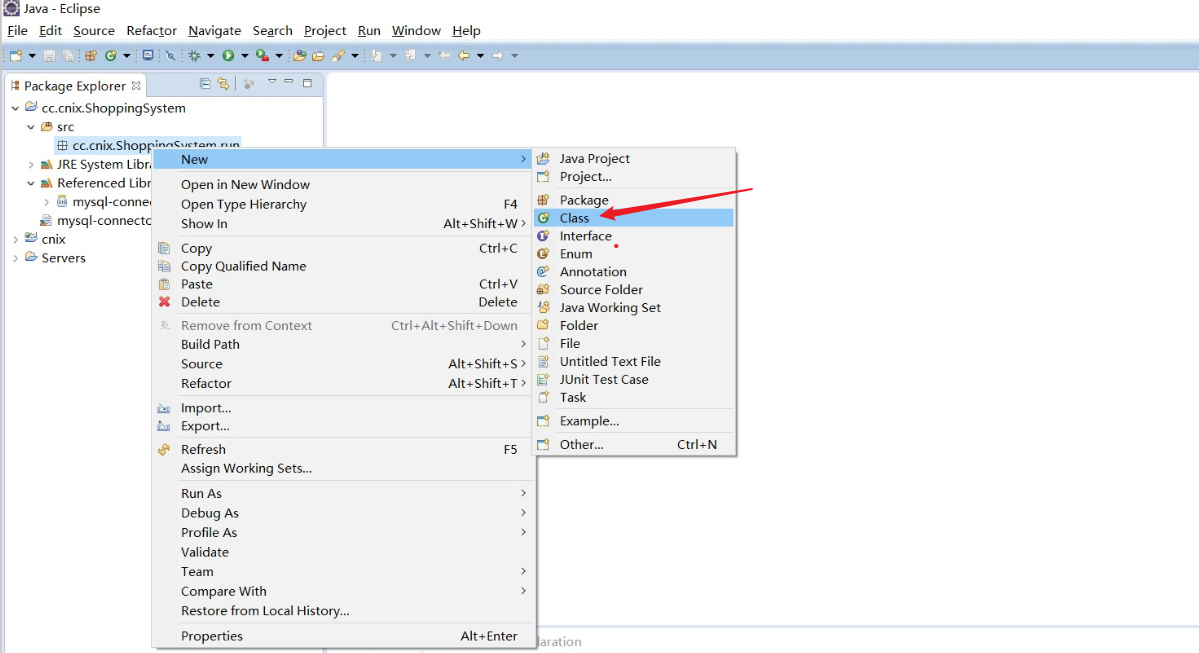 Java - Eclipse
File Edit Source Refactor Navigate Search Project Run Window Help
Package Explorer
cc.cnix.ShoppingSystem
src
cc.cnix.ShoppingSystem.run
JRE System Libra
Referenced Libr
mysql-connec
mysql-connecto
cnix
Servers
New
Open in New Window
Open Type Hierarchy F4
Show In Alt+Shift+W
Copy Ctrl+C
Copy Qualified Name
Paste Ctrl+V
Delete Delete
Remove from Context Ctrl+Alt+Shift+Down
Build Path
Source Alt+Shift+S
Refactor Alt+Shift+T
Import...
Export...
Refresh F5
Assign Working Sets...
Run As
Debug As
Profile As
Validate
Team
Compare With
Restore from Local History...
Properties Alt+Enter
Java Project
Project...
Package
Class
Interface
Enum
Annotation
Source Folder
Java Working Set
Folder
File
Untitled Text File
JUnit Test Case
Task
Example...
Other... Ctrl+N
laration